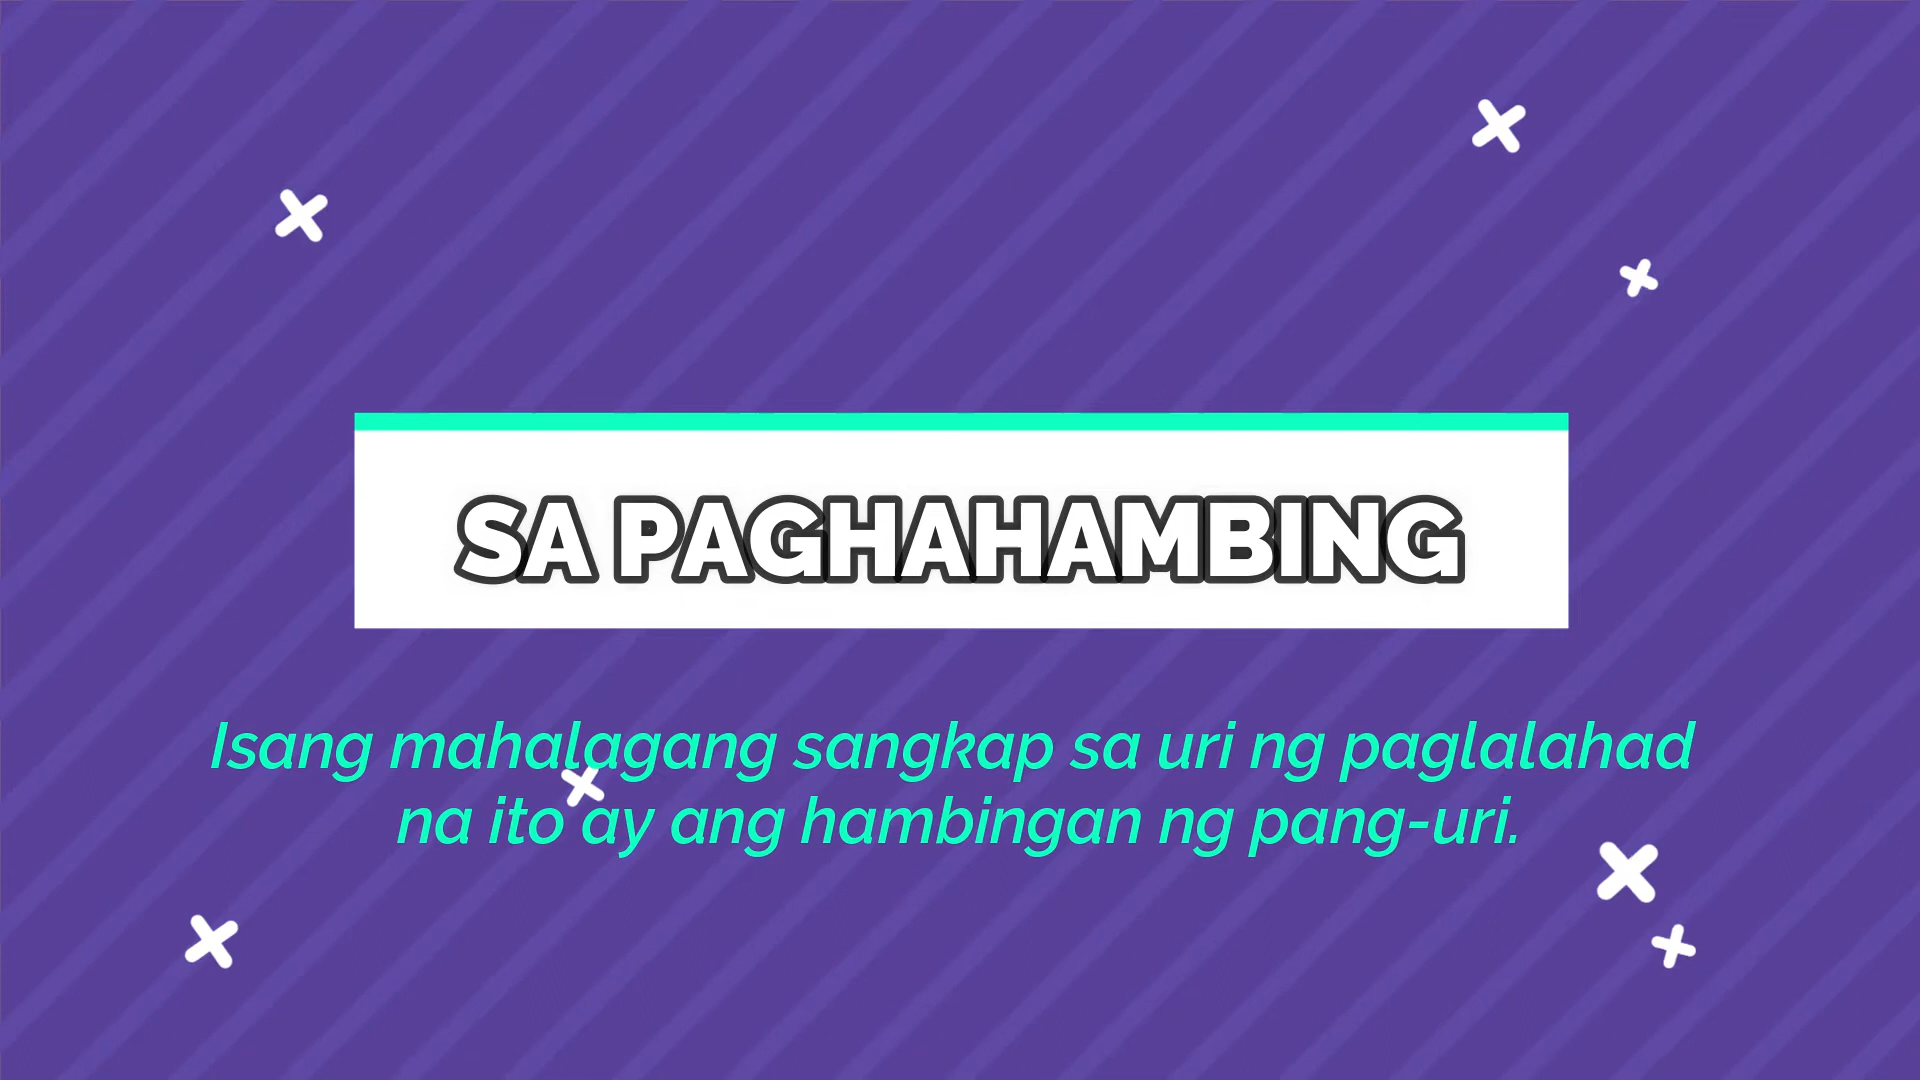 SA PAGHAHAMBING
Isang mahalagang sangkap sa uri ng paglalahad
na ito ay ang hambingan ng pang-uri.